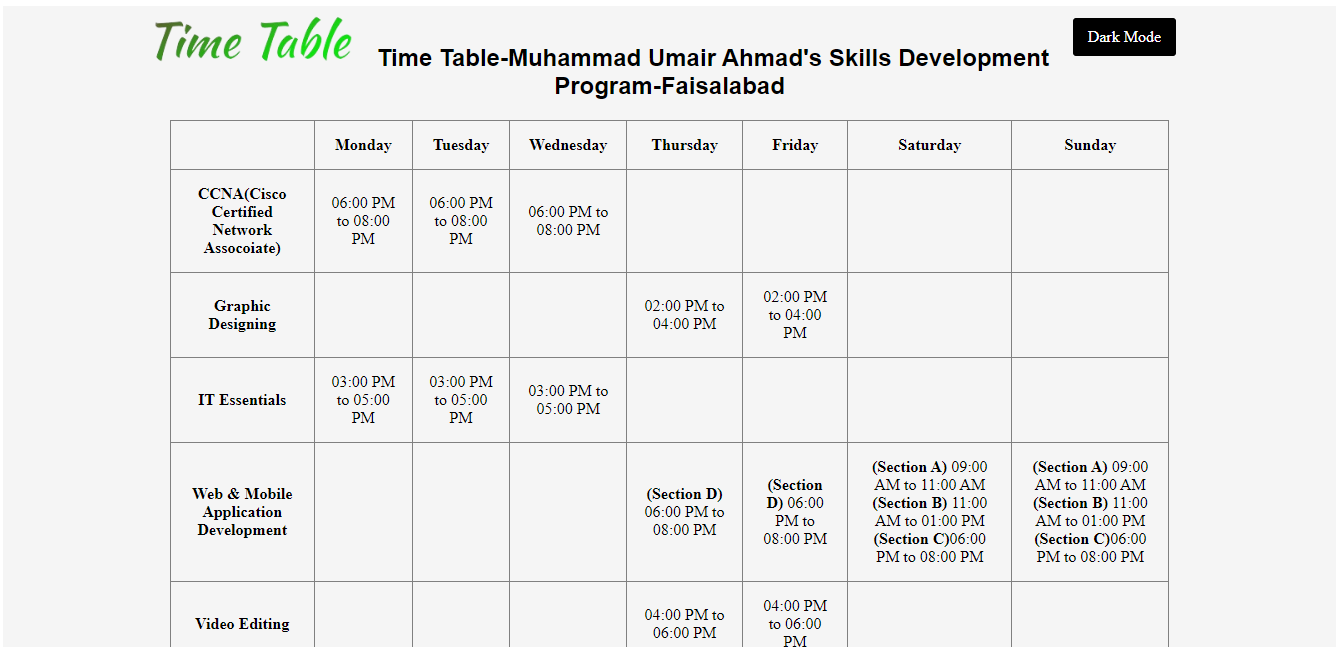 Time Table
Dark Mode
Time Table-Muhammad Umair Ahmad's Skills Development
Program-Faisalabad
Monday
Tuesday
Wednesday
Thursday
Friday
Saturday
Sunday
CCNA(Cisco
Certified
Network
Assocoiate)
06:00 PM
to 08:00
PM
06:00 PM
to 08:00
PM
06:00 PM to
08:00 PM
Graphic
Designing
02:00 PM to
04:00 PM
02:00 PM
to 04:00
PM
IT Essentials
03:00 PM
to 05:00
PM
03:00 PM
to 05:00
PM
03:00 PM to
05:00 PM
Web & Mobile
Application
Development
(Section D)
06:00 PM to
08:00 PM
(Section
D) 06:00
PM to
08:00 PM
(Section A) 09:00
AM to 11:00 AM
(Section B) 11:00
AM to 01:00 PM
(Section C)06:00
PM to 08:00 PM
(Section A) 09:00
AM to 11:00 AM
(Section B) 11:00
AM to 01:00 PM
(Section C)06:00
PM to 08:00 PM
Video Editing
04:00 PM to
06:00 PM
04:00 PM
to 06:00
PM